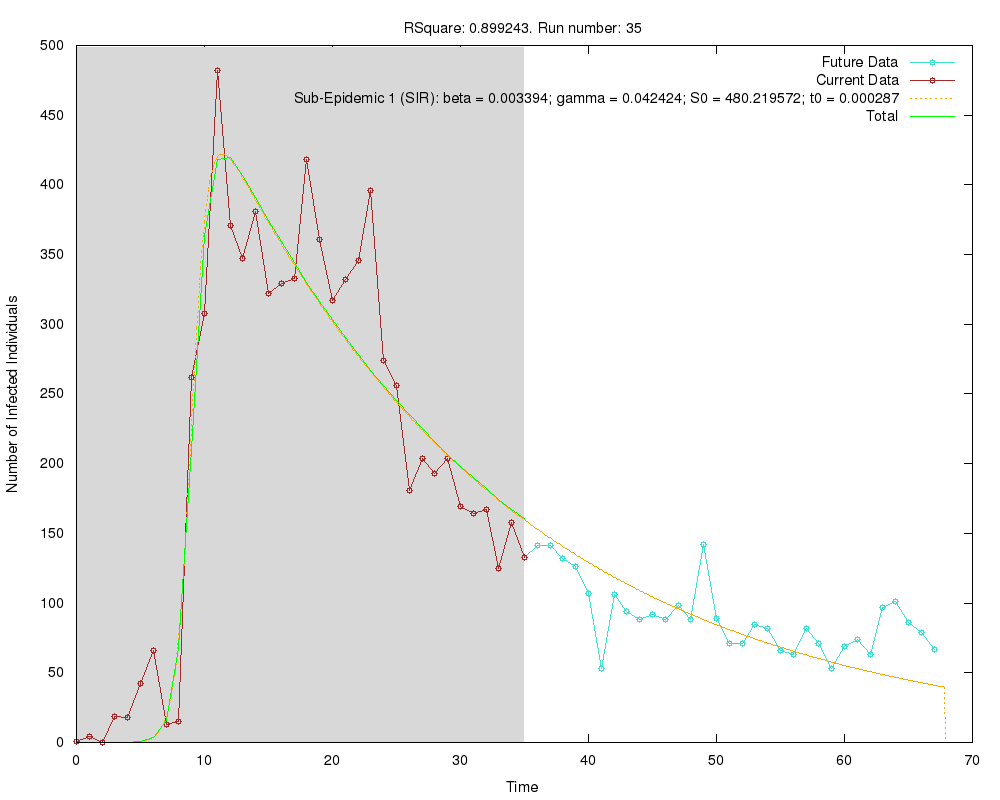 RSquare: 0.899243. Run number: 35
Future Data
Current Data
Sub-Epidemic 1 (SIR): beta = 0.003394; gamma = 0.042424; S0 = 480.219572; t0 = 0.000287
Total
500
450
400
350
300
250
200
150
100
50
0
Number of Infected Individuals
0 10 20 30 40 50 60 70
Time